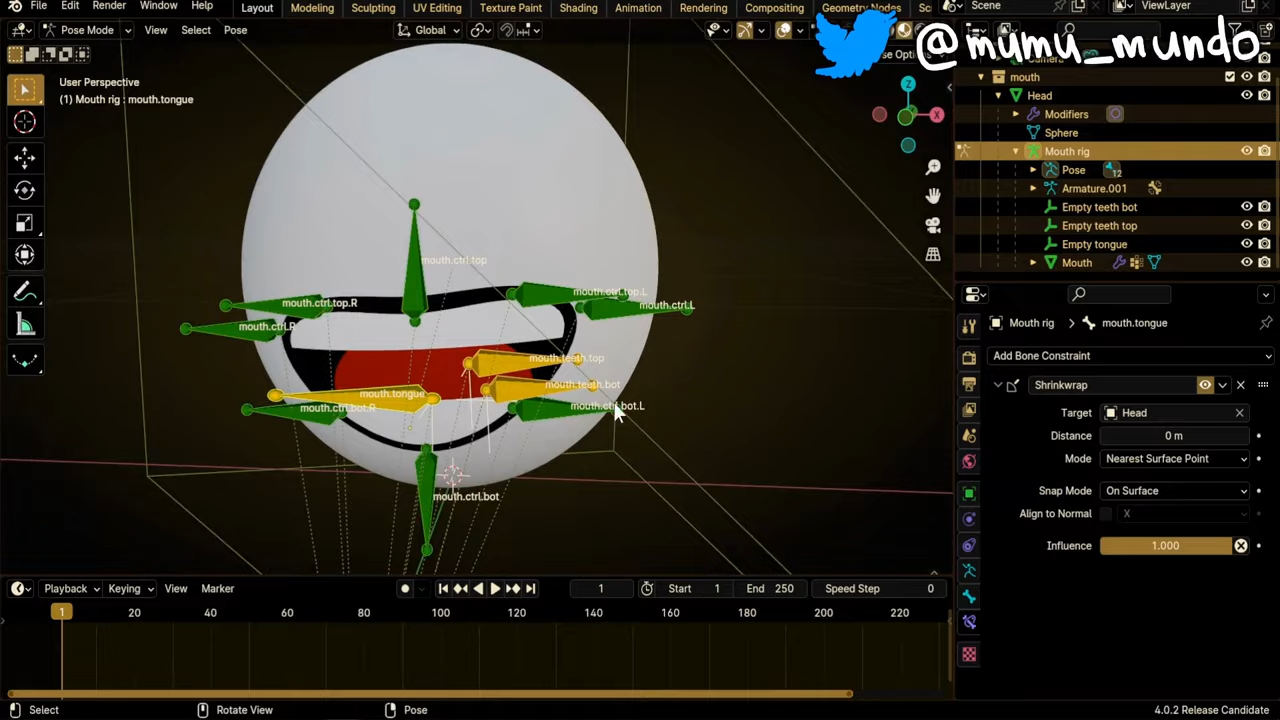 File Edit Render Window Help Layout Modeling Sculpting UV Editing Texture Paint Shading Animation Rendering Compositing Geometry Nodes Sc Scene ViewLayer
Pose Mode View Select Pose Global
@mumu_mundo
User Perspective
(1) Mouth rig : mouth.tongue
Z
X
mouth
Head
Modifiers
Sphere
Mouth rig
Pose 12
Armature.001
Empty teeth bot
Empty teeth top
Empty tongue
Mouth
mouth.ctrl.top
mouth.ctrl.top.R
mouth.ctrl.R
mouth.ctrl.top.L
mouth.ctrl.L
mouth.teeth.top
mouth.teeth.bot
mouth.tongue
mouth.ctrl.bot.R
mouth.ctrl.bot.L
mouth.ctrl.bot
Mouth rig mouth.tongue
Add Bone Constraint
Shrinkwrap
Target Head
Distance 0 m
Mode Nearest Surface Point
Snap Mode On Surface
Align to Normal X
Influence 1.000
Playback Keying View Marker 1 Start 1 End 250 Speed Step 0
1 20 40 60 80 100 120 140 160 180 200 220
Select Rotate View Pose 4.0.2 Release Candidate